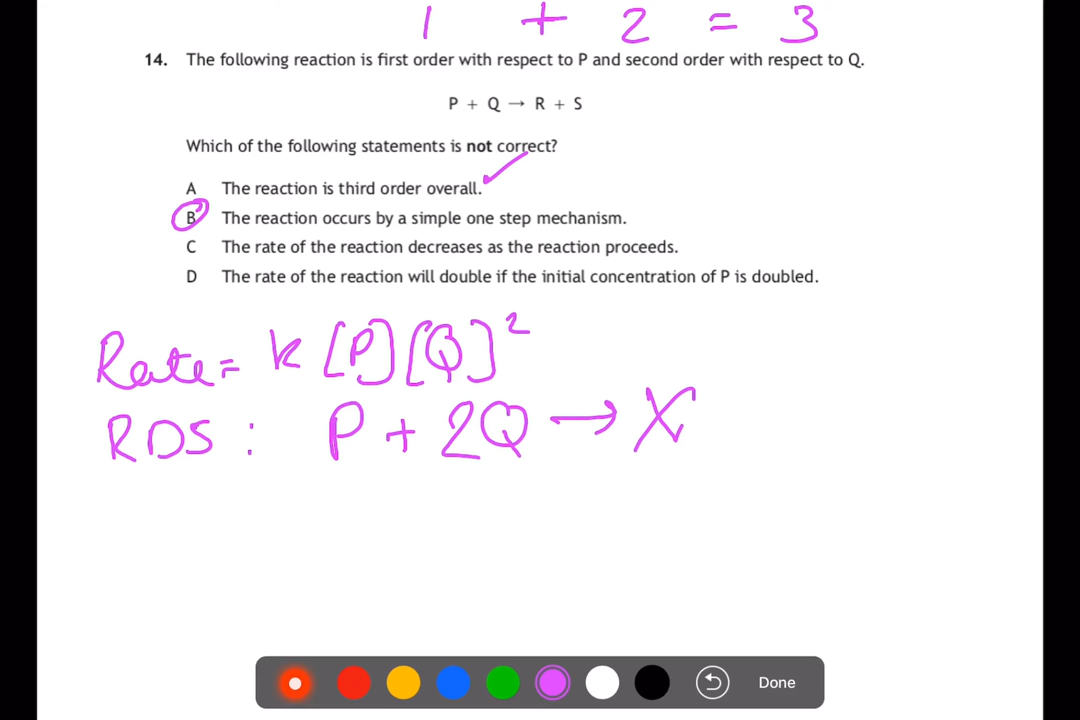 1 + 2 = 3
14. The following reaction is first order with respect to P and second order with respect to Q.
P + Q → R + S
Which of the following statements is not correct?
A The reaction is third order overall.
B The reaction occurs by a simple one step mechanism.
C The rate of the reaction decreases as the reaction proceeds.
D The rate of the reaction will double if the initial concentration of P is doubled.
Rate = k [P][Q]²
RDS : P + 2Q → X
Done